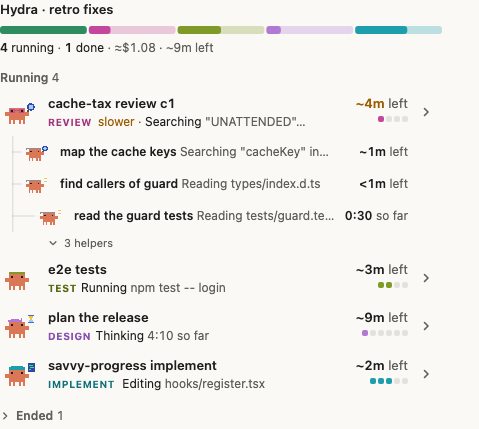 Hydra · retro fixes
4 running · 1 done · ≈$1.08 · ~9m left
Running 4
cache-tax review c1 ~4m left
REVIEW slower · Searching "UNATTENDED"...
map the cache keys Searching "cacheKey" in... ~1m left
find callers of guard Reading types/index.d.ts <1m left
read the guard tests Reading tests/guard.te... 0:30 so far
3 helpers
e2e tests ~3m left
TEST Running npm test -- login
plan the release ~9m left
DESIGN Thinking 4:10 so far
savvy-progress implement ~2m left
IMPLEMENT Editing hooks/register.tsx
Ended 1